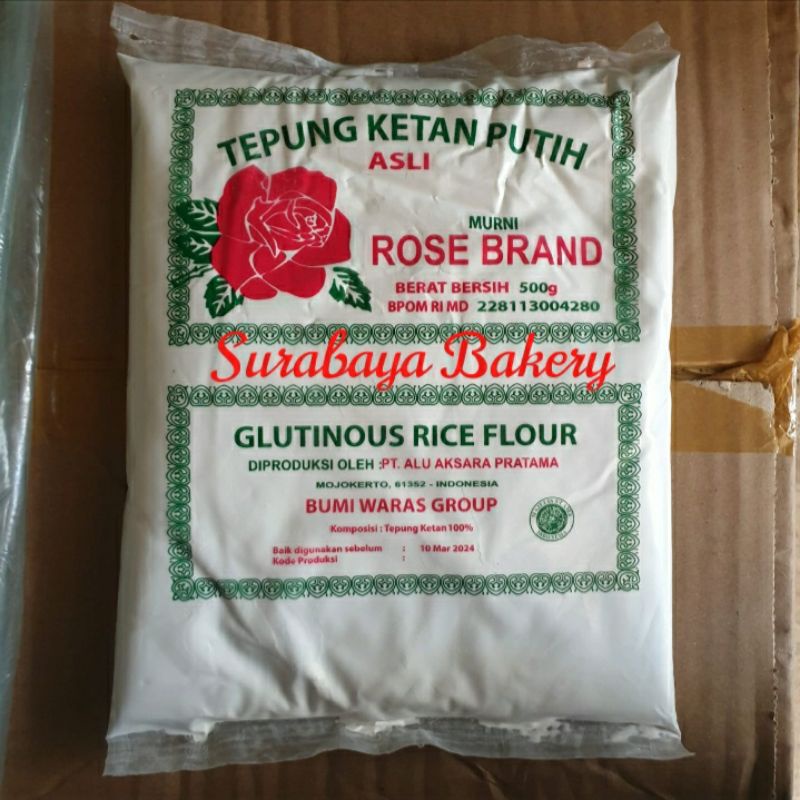 TEPUNG KETAN PUTIH
ASLI
MURNI
ROSE BRAND
BERAT BERSIH 500g
BPOM RI MD 228113004280
Surabaya Bakery
GLUTINOUS RICE FLOUR
DIPRODUKSI OLEH :PT. ALU AKSARA PRATAMA
MOJOKERTO, 61352 - INDONESIA
BUMI WARAS GROUP
Komposisi : Tepung Ketan 100%
Baik digunakan sebelum : 10 Mar 2024
Kode Produksi :